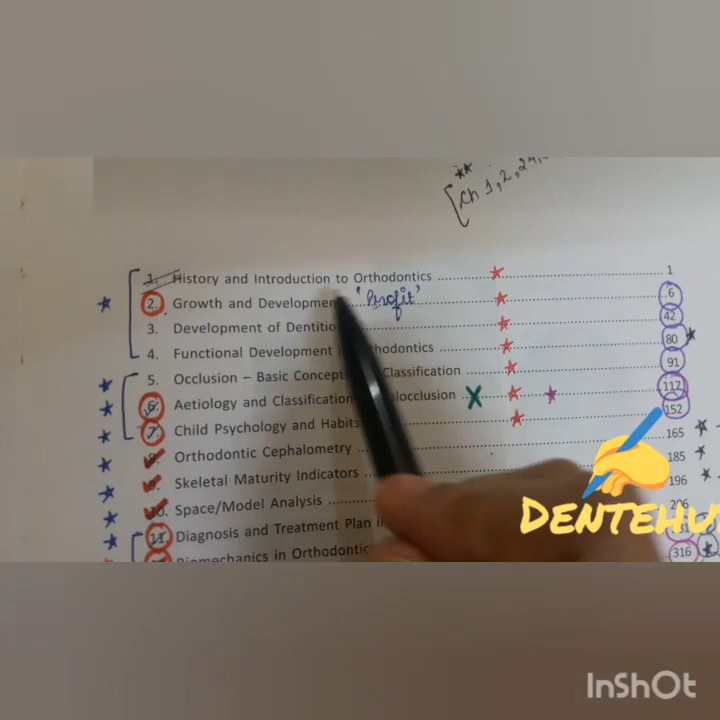 [Ch 1, 2, 24,
1. History and Introduction to Orthodontics 1
2. Growth and Development 'Profit' 6
3. Development of Dentitio 42
4. Functional Development Orthodontics 80
5. Occlusion – Basic Concept Classification 91
6. Aetiology and Classification Malocclusion X 117
7. Child Psychology and Habits 152
8. Orthodontic Cephalometry 165
9. Skeletal Maturity Indicators 185
10. Space/Model Analysis 196
11. Diagnosis and Treatment Plan in 206
Biomechanics in Orthodontic
316
DENTEHU
InShOt